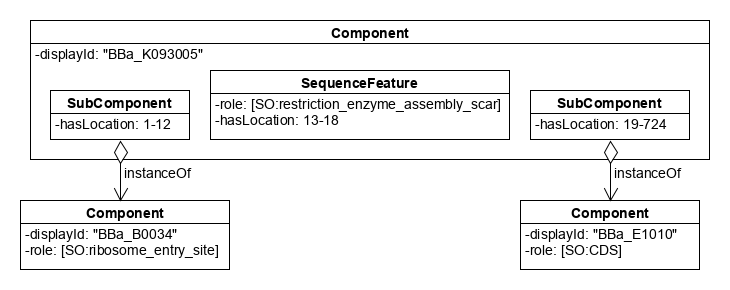 Component
-displayId: "BBa_K093005"
SubComponent
-hasLocation: 1-12
SequenceFeature
-role: [SO:restriction_enzyme_assembly_scar]
-hasLocation: 13-18
SubComponent
-hasLocation: 19-724
instanceOf
instanceOf
Component
-displayId: "BBa_B0034"
-role: [SO:ribosome_entry_site]
Component
-displayId: "BBa_E1010"
-role: [SO:CDS]